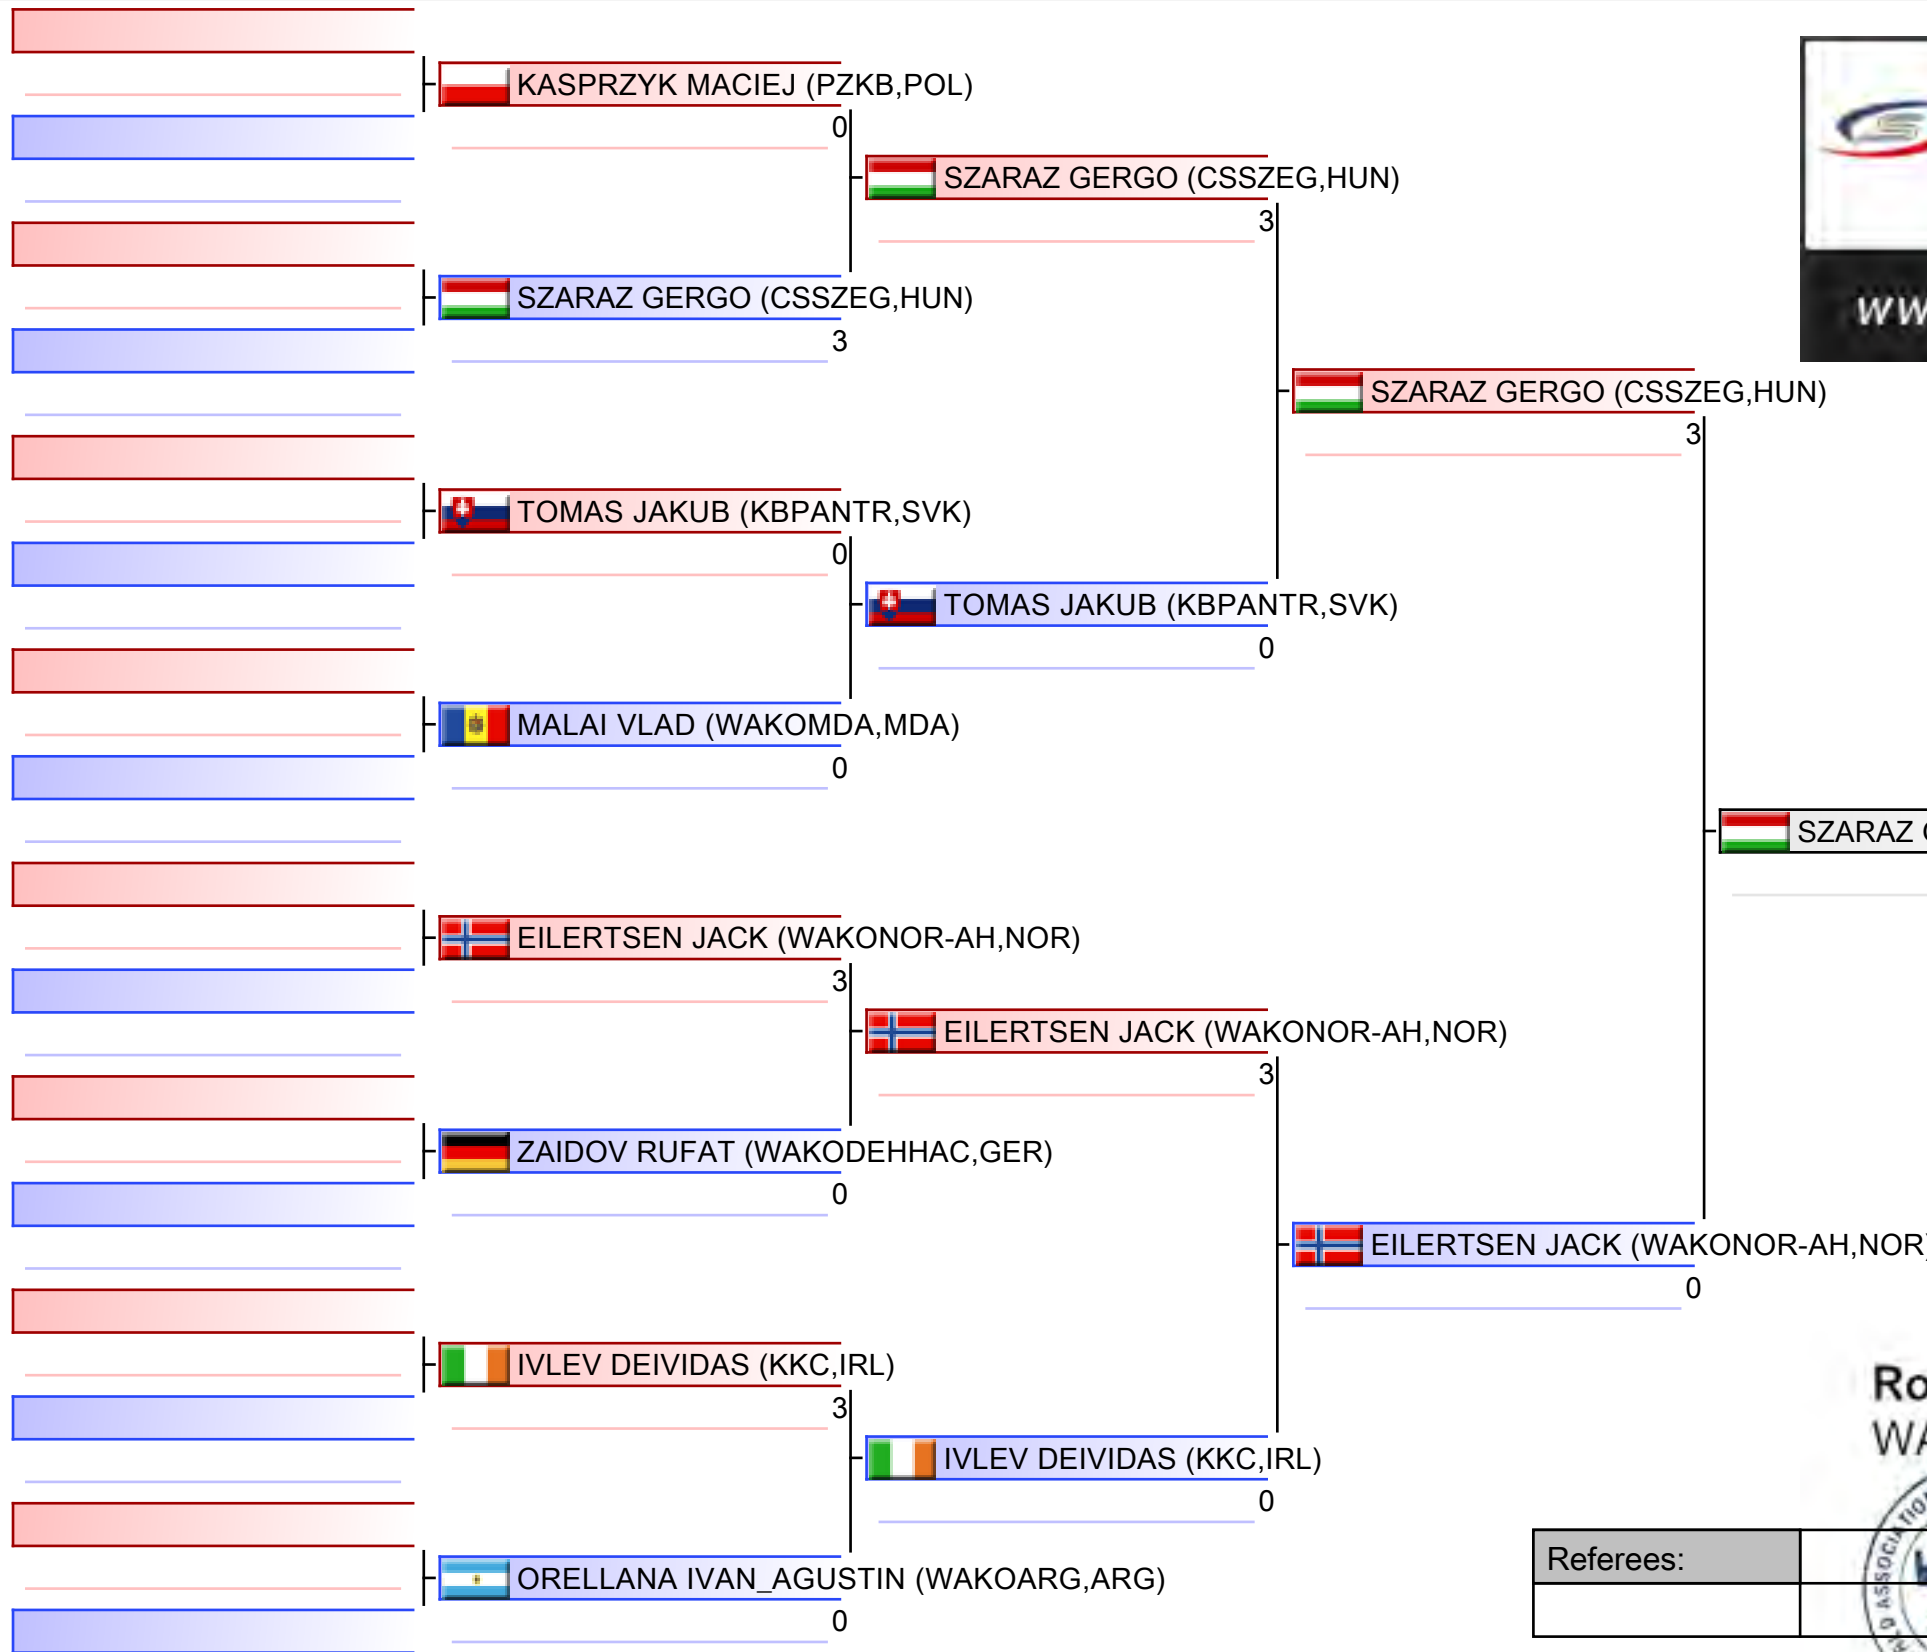 KASPRZYK MACIEJ (PZKB,POL)
0
SZARAZ GERGO (CSSZEG,HUN)
3
SZARAZ GERGO (CSSZEG,HUN)
3
SZARAZ GERGO (CSSZEG,HUN)
3
TOMAS JAKUB (KBPANTR,SVK)
0
TOMAS JAKUB (KBPANTR,SVK)
0
MALAI VLAD (WAKOMDA,MDA)
0
SZARAZ
EILERTSEN JACK (WAKONOR-AH,NOR)
3
EILERTSEN JACK (WAKONOR-AH,NOR)
3
ZAIDOV RUFAT (WAKODEHHAC,GER)
0
EILERTSEN JACK (WAKONOR-AH,NOR)
0
IVLEV DEIVIDAS (KKC,IRL)
3
IVLEV DEIVIDAS (KKC,IRL)
0
ORELLANA IVAN_AGUSTIN (WAKOARG,ARG)
0
Referees: